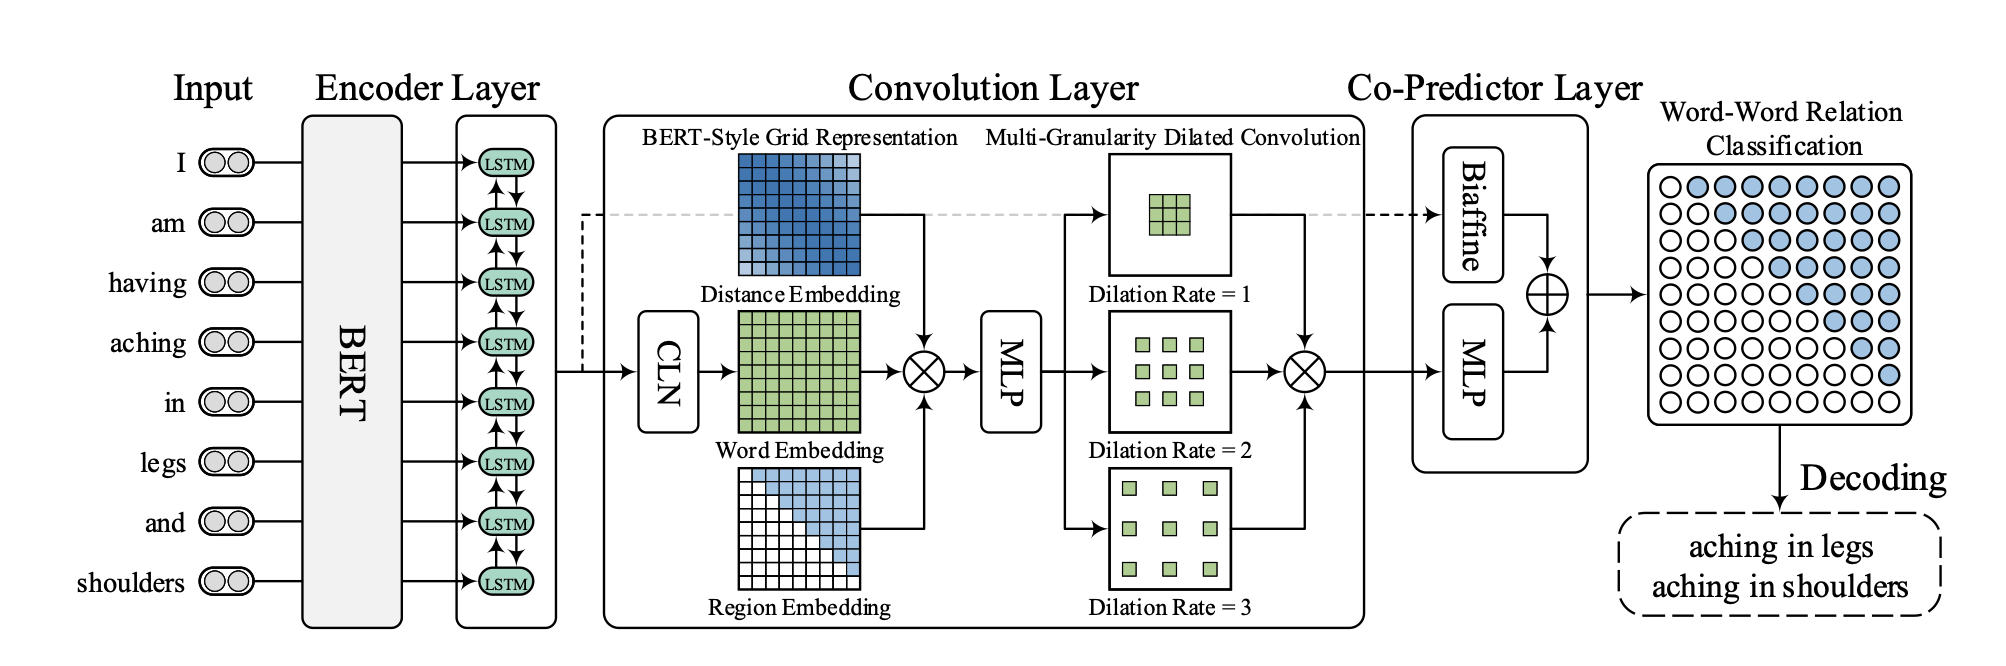 Input
Encoder Layer
Convolution Layer
Co-Predictor Layer
Word-Word Relation
Classification
I
am
having
aching
in
legs
and
shoulders
BERT
LSTM
LSTM
LSTM
LSTM
LSTM
LSTM
LSTM
LSTM
BERT-Style Grid Representation
Distance Embedding
CLN
Word Embedding
Region Embedding
MLP
Multi-Granularity Dilated Convolution
Dilation Rate = 1
Dilation Rate = 2
Dilation Rate = 3
Biaffine
MLP
Decoding
aching in legs
aching in shoulders